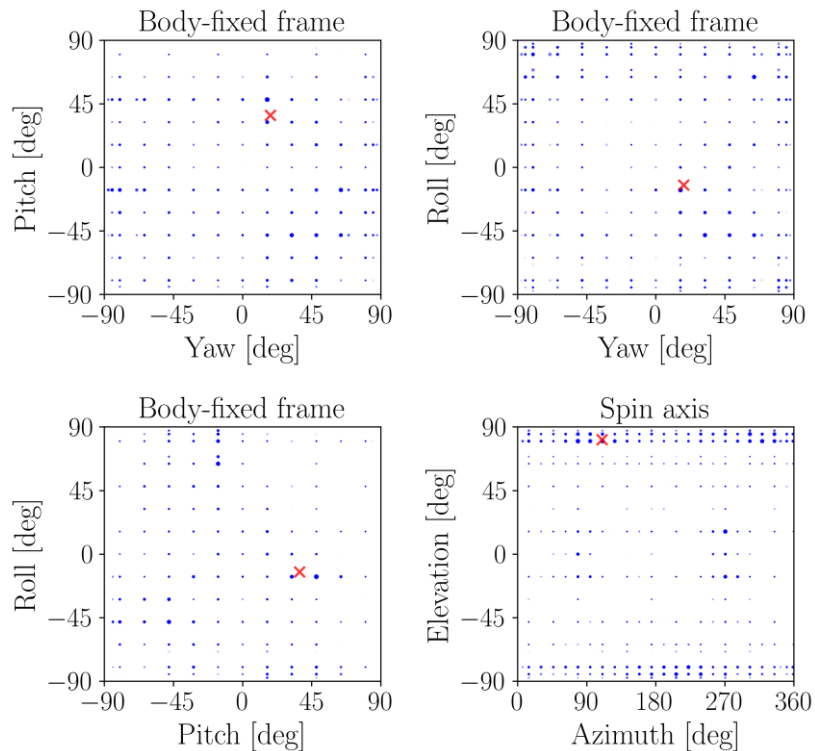 Body-fixed frame
90
45
0
−45
−90
Pitch [deg]
−90 −45 0 45 90
Yaw [deg]
Body-fixed frame
90
45
0
−45
−90
Roll [deg]
−90 −45 0 45 90
Yaw [deg]
Body-fixed frame
90
45
0
−45
−90
Roll [deg]
−90 −45 0 45 90
Pitch [deg]
Spin axis
90
45
0
−45
−90
Elevation [deg]
0 90 180 270 360
Azimuth [deg]